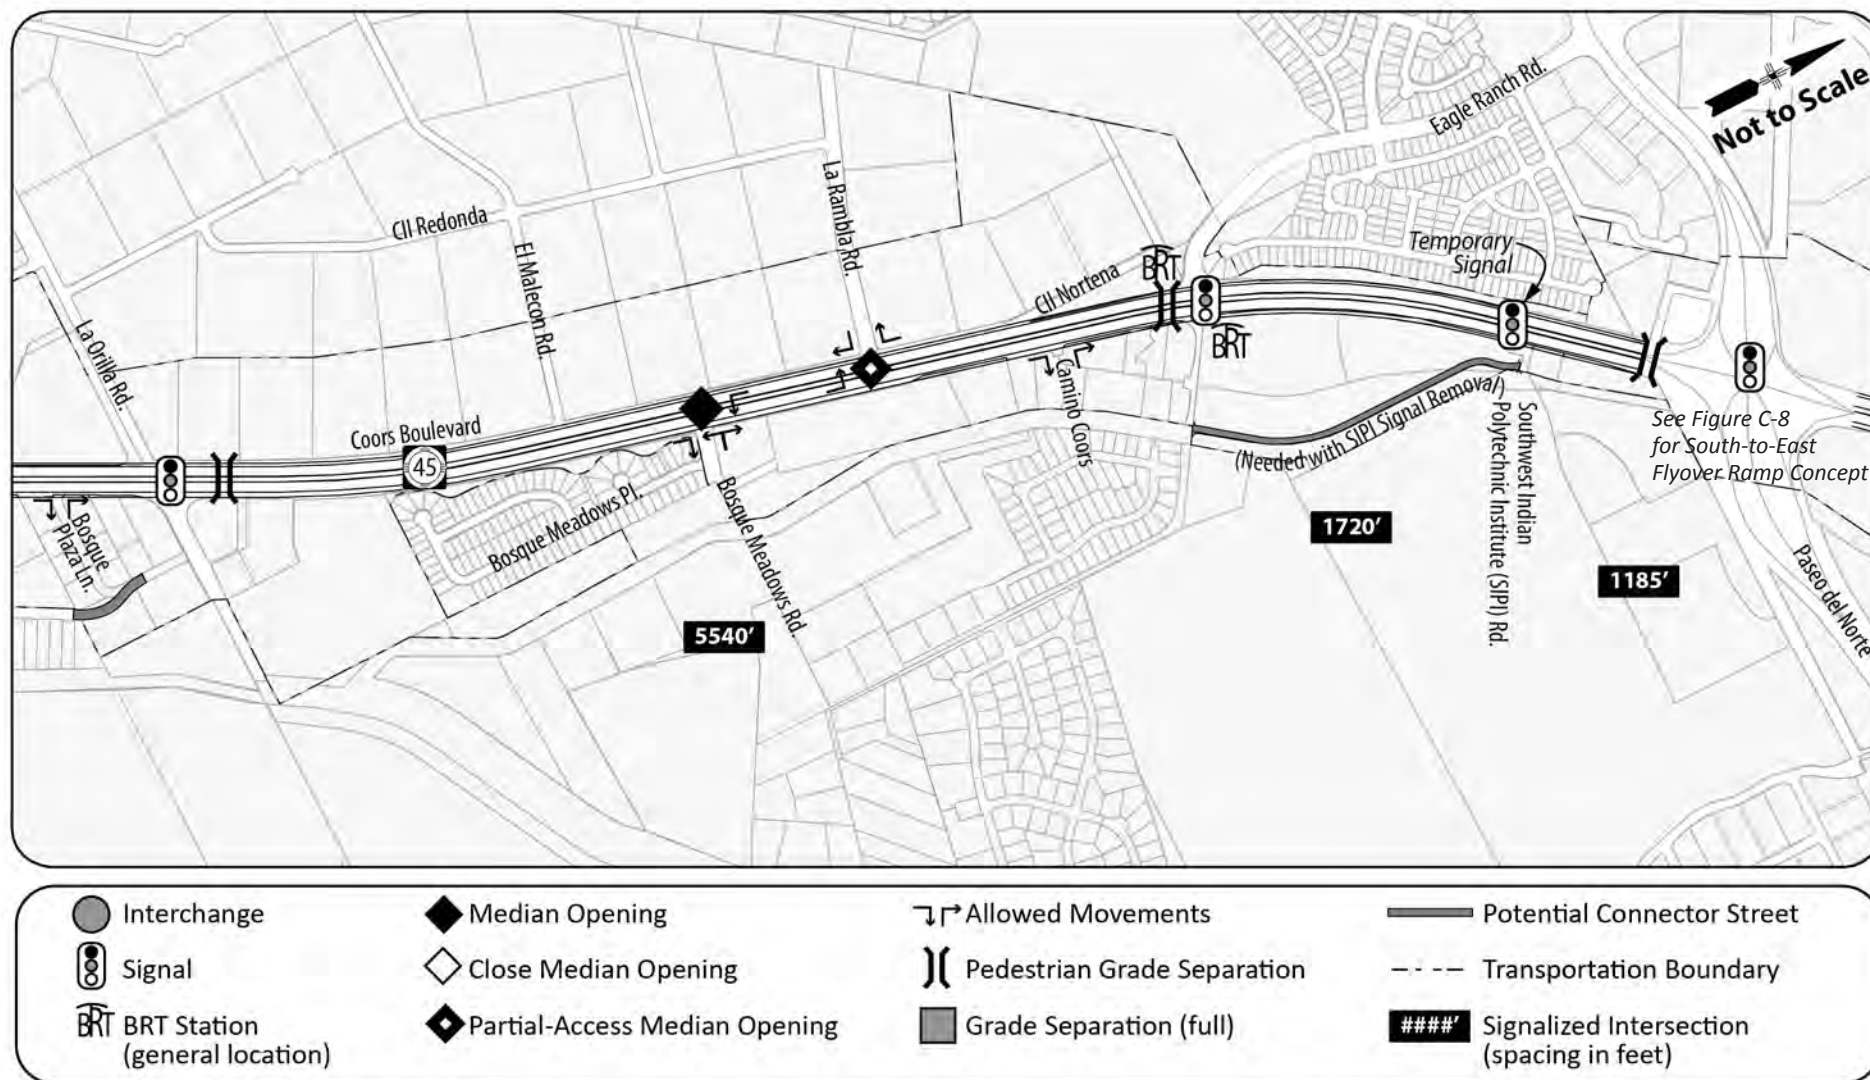 Eagle Ranch Rd.
Not to Scale
La Rambla Rd.
Cll Redonda
El Malecon Rd.
Temporary
Signal
BRT
Cll Nortena
BRT
La Orilla Rd.
Camino Coors
Coors Boulevard
45
(Needed with SIPI Signal Removal)
Southwest Indian
Polytechnic Institute (SIPI) Rd.
See Figure C-8
for South-to-East
Flyover Ramp Concept
Bosque
Plaza Ln.
Bosque Meadows Pl.
Bosque Meadows Rd.
1720'
1185'
Paseo del Norte
5540'
Interchange
Median Opening
Allowed Movements
Potential Connector Street
Signal
Close Median Opening
Pedestrian Grade Separation
Transportation Boundary
BRT
BRT Station
(general location)
Partial-Access Median Opening
Grade Separation (full)
####'
Signalized Intersection
(spacing in feet)